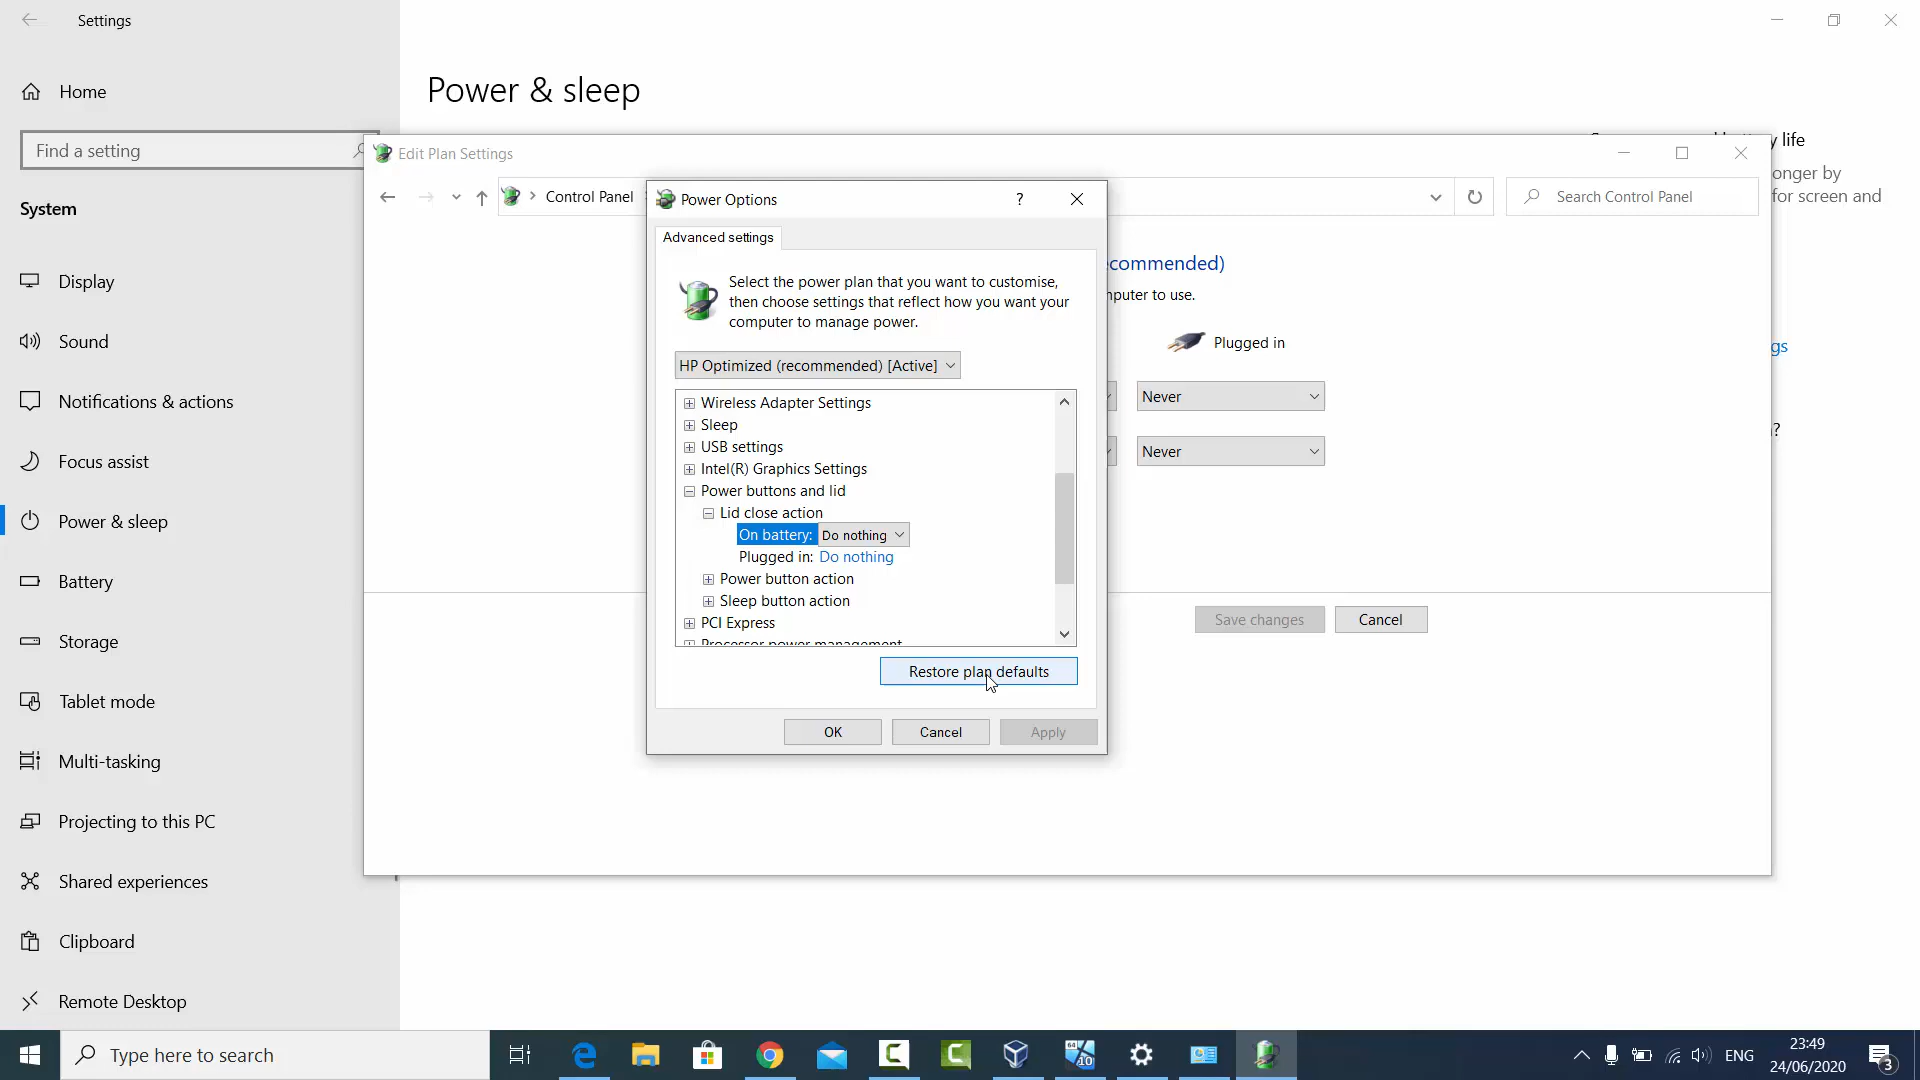 Settings
Home
Find a setting
System
Display
Sound
Notifications & actions
Focus assist
Power & sleep
Battery
Storage
Tablet mode
Multi-tasking
Projecting to this PC
Shared experiences
Clipboard
Remote Desktop
Power & sleep
y life
onger by
for screen and
gs
?
Edit Plan Settings
Control Panel
Search Control Panel
commended)
puter to use.
Plugged in
Never
Never
Save changes
Cancel
Power Options
?
Advanced settings
Select the power plan that you want to customise,
then choose settings that reflect how you want your
computer to manage power.
HP Optimized (recommended) [Active]
Wireless Adapter Settings
Sleep
USB settings
Intel(R) Graphics Settings
Power buttons and lid
Lid close action
On battery: Do nothing
Plugged in: Do nothing
Power button action
Sleep button action
PCI Express
Processor power management
Restore plan defaults
OK
Cancel
Apply
Type here to search
64
10
ENG
23:49
24/06/2020
3